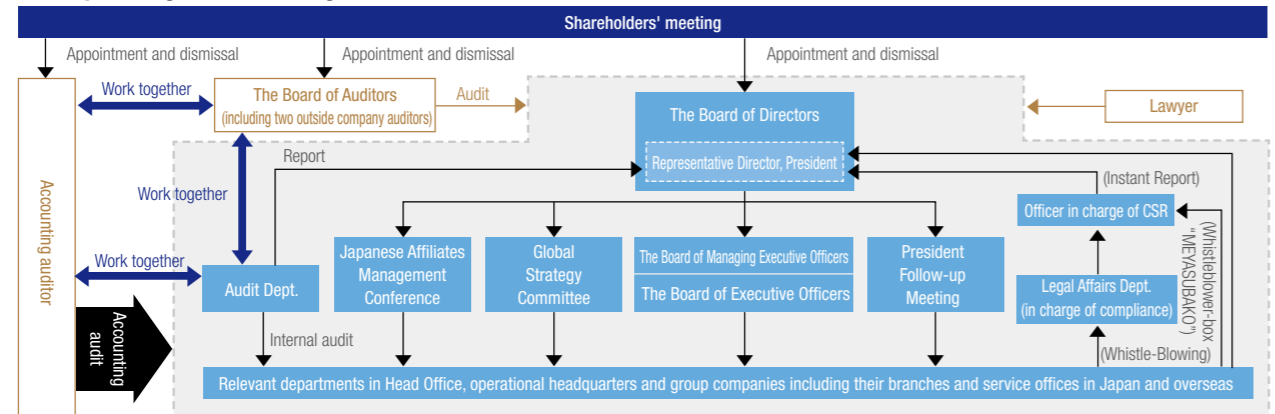 Shareholders' meeting
Appointment and dismissal
Appointment and dismissal
Appointment and dismissal
Work together
The Board of Auditors
(including two outside company auditors)
Audit
The Board of Directors
Lawyer
Representative Director, President
Report
(Instant Report)
Accounting auditor
Work together
Officer in charge of CSR
(Whistleblower-box
"MEYASUBAKO")
Work together
Audit Dept.
Japanese Affiliates
Management
Conference
Global
Strategy
Committee
The Board of Managing Executive Officers
The Board of Executive Officers
President
Follow-up
Meeting
Legal Affairs Dept.
(in charge of compliance)
Accounting
audit
Internal audit
(Whistle-Blowing)
Relevant departments in Head Office, operational headquarters and group companies including their branches and service offices in Japan and overseas